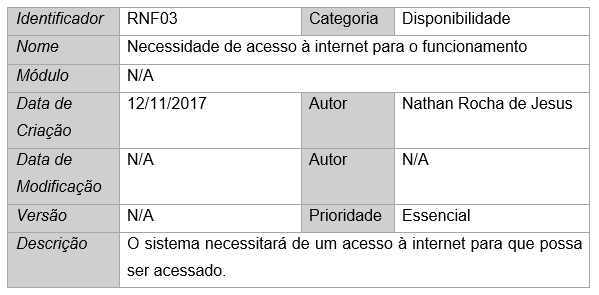 Identificador RNF03 Categoria Disponibilidade
Nome Necessidade de acesso à internet para o funcionamento
Módulo N/A
Data de 12/11/2017 Autor Nathan Rocha de Jesus
Criação
Data de N/A Autor N/A
Modificação
Versão N/A Prioridade Essencial
Descrição O sistema necessitará de um acesso à internet para que possa
ser acessado.